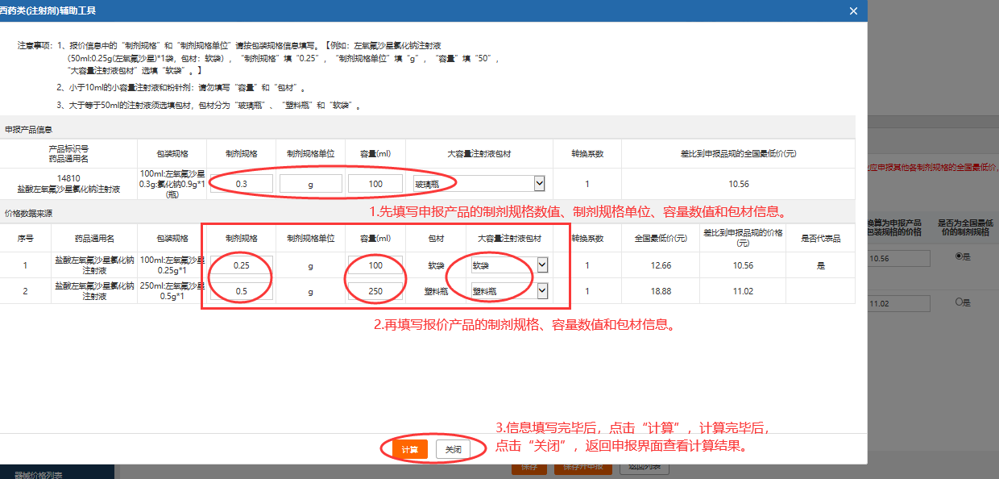 西药类(注射剂)辅助工具
注意事项：1、报价信息中的“制剂规格”和“制剂规格单位”请按包装规格信息填写。【例如：左氧氟沙星氯化钠注射液
(50ml:0.25g(左氧氟沙星)*1袋，包材：软袋），“制剂规格”填“0.25”，“制剂规格单位”填“g”，“容量”填“50”，
“大容量注射液包材”选填“软袋”。】
2、小于10ml的小容量注射液和粉针剂：请勿填写“容量”和“包材”。
3、大于等于50ml的注射液须选填包材，包材分为“玻璃瓶”、“塑料瓶”和“软袋”。
申报产品信息
产品标识号
药品通用名 包装规格 制剂规格 制剂规格单位 容量(ml) 大容量注射液包材 转换系数 差比到申报品规的全国最低价(元)
14810
盐酸左氧氟沙星氯化钠注射液
100ml:左氧氟沙星
0.3g:氯化钠0.9g*1
(瓶)
0.3 g 100 玻璃瓶 1 10.56
应申报其他各制剂规格的全国最低价,
价格数据来源
1.先填写申报产品的制剂规格数值、制剂规格单位、容量数值和包材信息。
序号 药品通用名 包装规格 制剂规格 制剂规格单位 容量(ml) 包材 大容量注射液包材 转换系数 全国最低价(元) 差比到申报品规的价格
(元) 是否代表品
换算为申报产品
包装规格的价格
是否为全国最低
价的制剂规格
1 盐酸左氧氟沙星氯化钠
注射液
100ml:左氧氟沙星
0.25g*1
0.25 g 100 软袋 软袋 1 12.66 10.56 是
10.56 是
2 盐酸左氧氟沙星氯化钠
注射液
250ml:左氧氟沙星
0.5g*1
0.5 g 250 塑料瓶 塑料瓶 1 18.88 11.02
11.02 是
2.再填写报价产品的制剂规格、容量数值和包材信息。
3.信息填写完毕后，点击“计算”，计算完毕后，
点击“关闭”，返回申报界面查看计算结果。
计算 关闭
保存 保存并申报 返回列表
器械价格列表